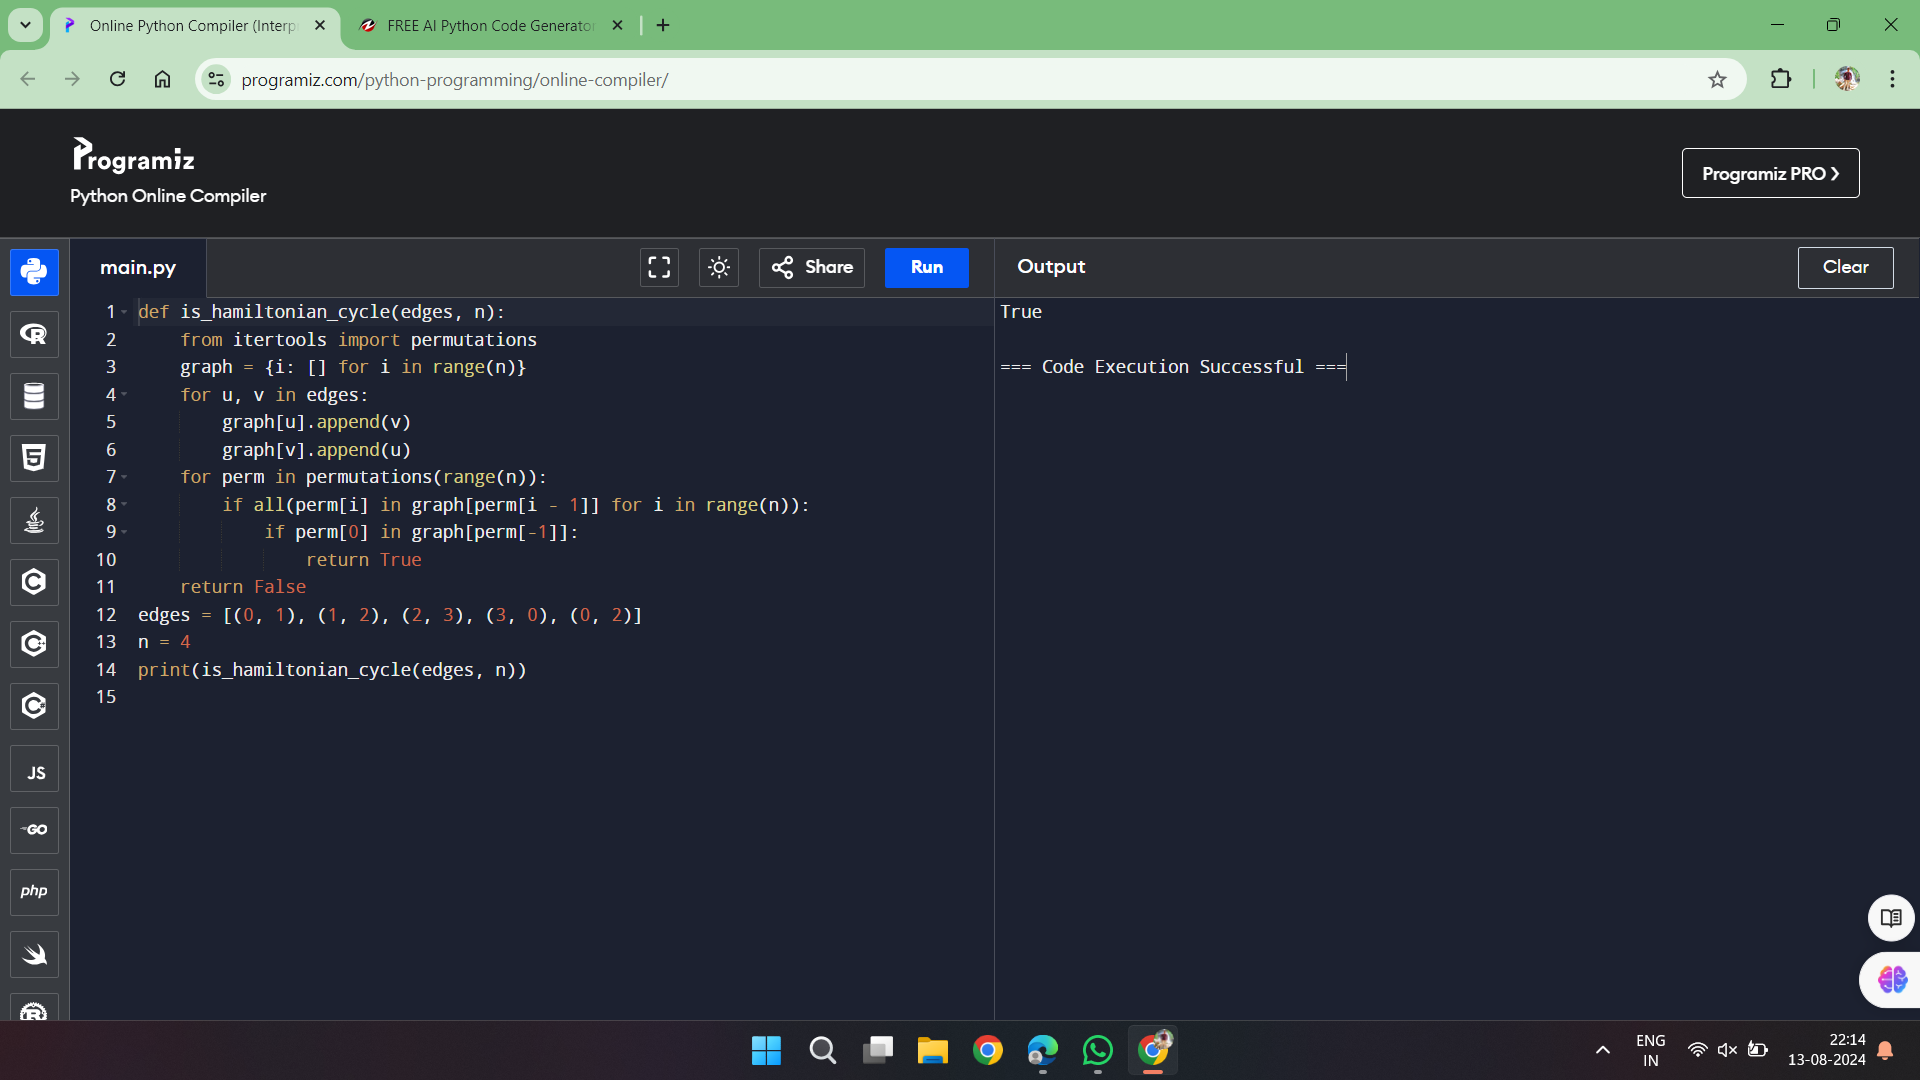 Online Python Compiler (Interp
FREE AI Python Code Generator
programiz.com/python-programming/online-compiler/
Programiz
Python Online Compiler
Programiz PRO ❯
main.py
Share
Run
Output
Clear
1 def is_hamiltonian_cycle(edges, n):
2     from itertools import permutations
3     graph = {i: [] for i in range(n)}
4     for u, v in edges:
5         graph[u].append(v)
6         graph[v].append(u)
7     for perm in permutations(range(n)):
8         if all(perm[i] in graph[perm[i - 1]] for i in range(n)):
9             if perm[0] in graph[perm[-1]]:
10                 return True
11     return False
12 edges = [(0, 1), (1, 2), (2, 3), (3, 0), (0, 2)]
13 n = 4
14 print(is_hamiltonian_cycle(edges, n))
15
True
=== Code Execution Successful ===
R
5
C
C
C
JS
GO
php
R
ENG
IN
22:14
13-08-2024